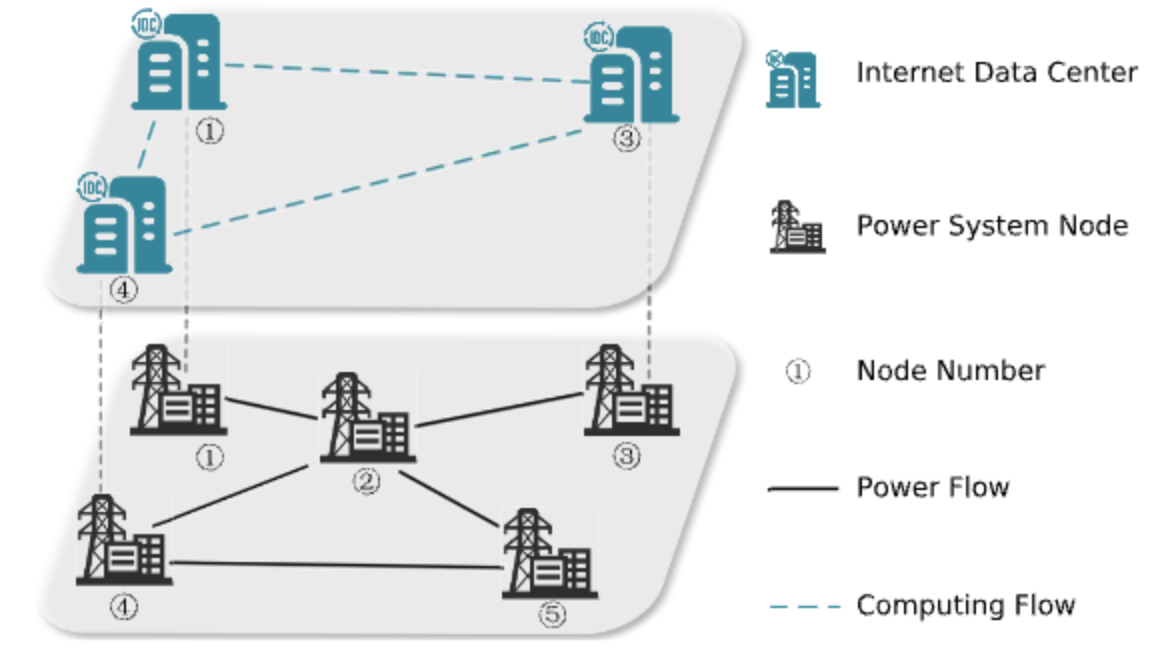 IDC
IDC
①
③
IDC
④
①
②
③
④
⑤
Internet Data Center
Power System Node
①
Node Number
Power Flow
Computing Flow